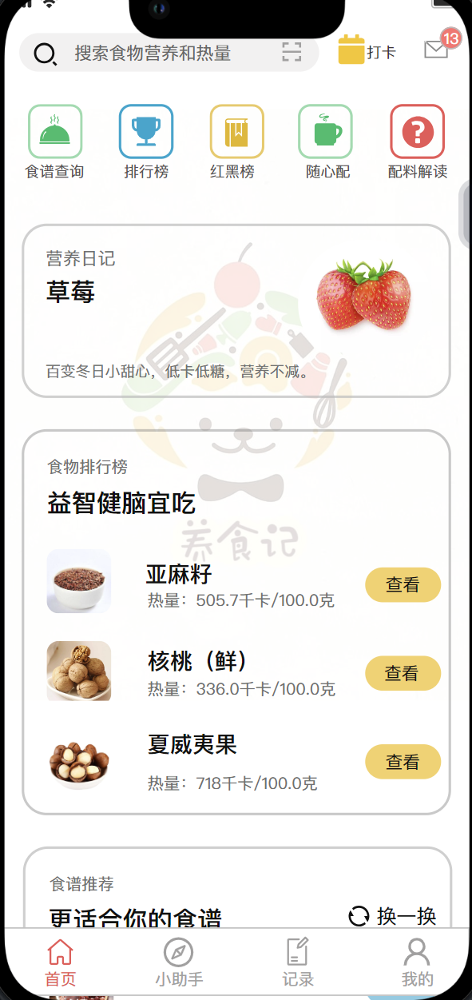 搜索食物营养和热量
打卡
13
食谱查询
排行榜
红黑榜
随心配
配料解读
营养日记
草莓
百变冬日小甜心，低卡低糖，营养不减。
食物排行榜
益智健脑宜吃
养食记
亚麻籽
热量：505.7千卡/100.0克
查看
核桃（鲜）
热量：336.0千卡/100.0克
查看
夏威夷果
热量：718千卡/100.0克
查看
食谱推荐
更适合你的食谱
换一换
首页
小助手
记录
我的